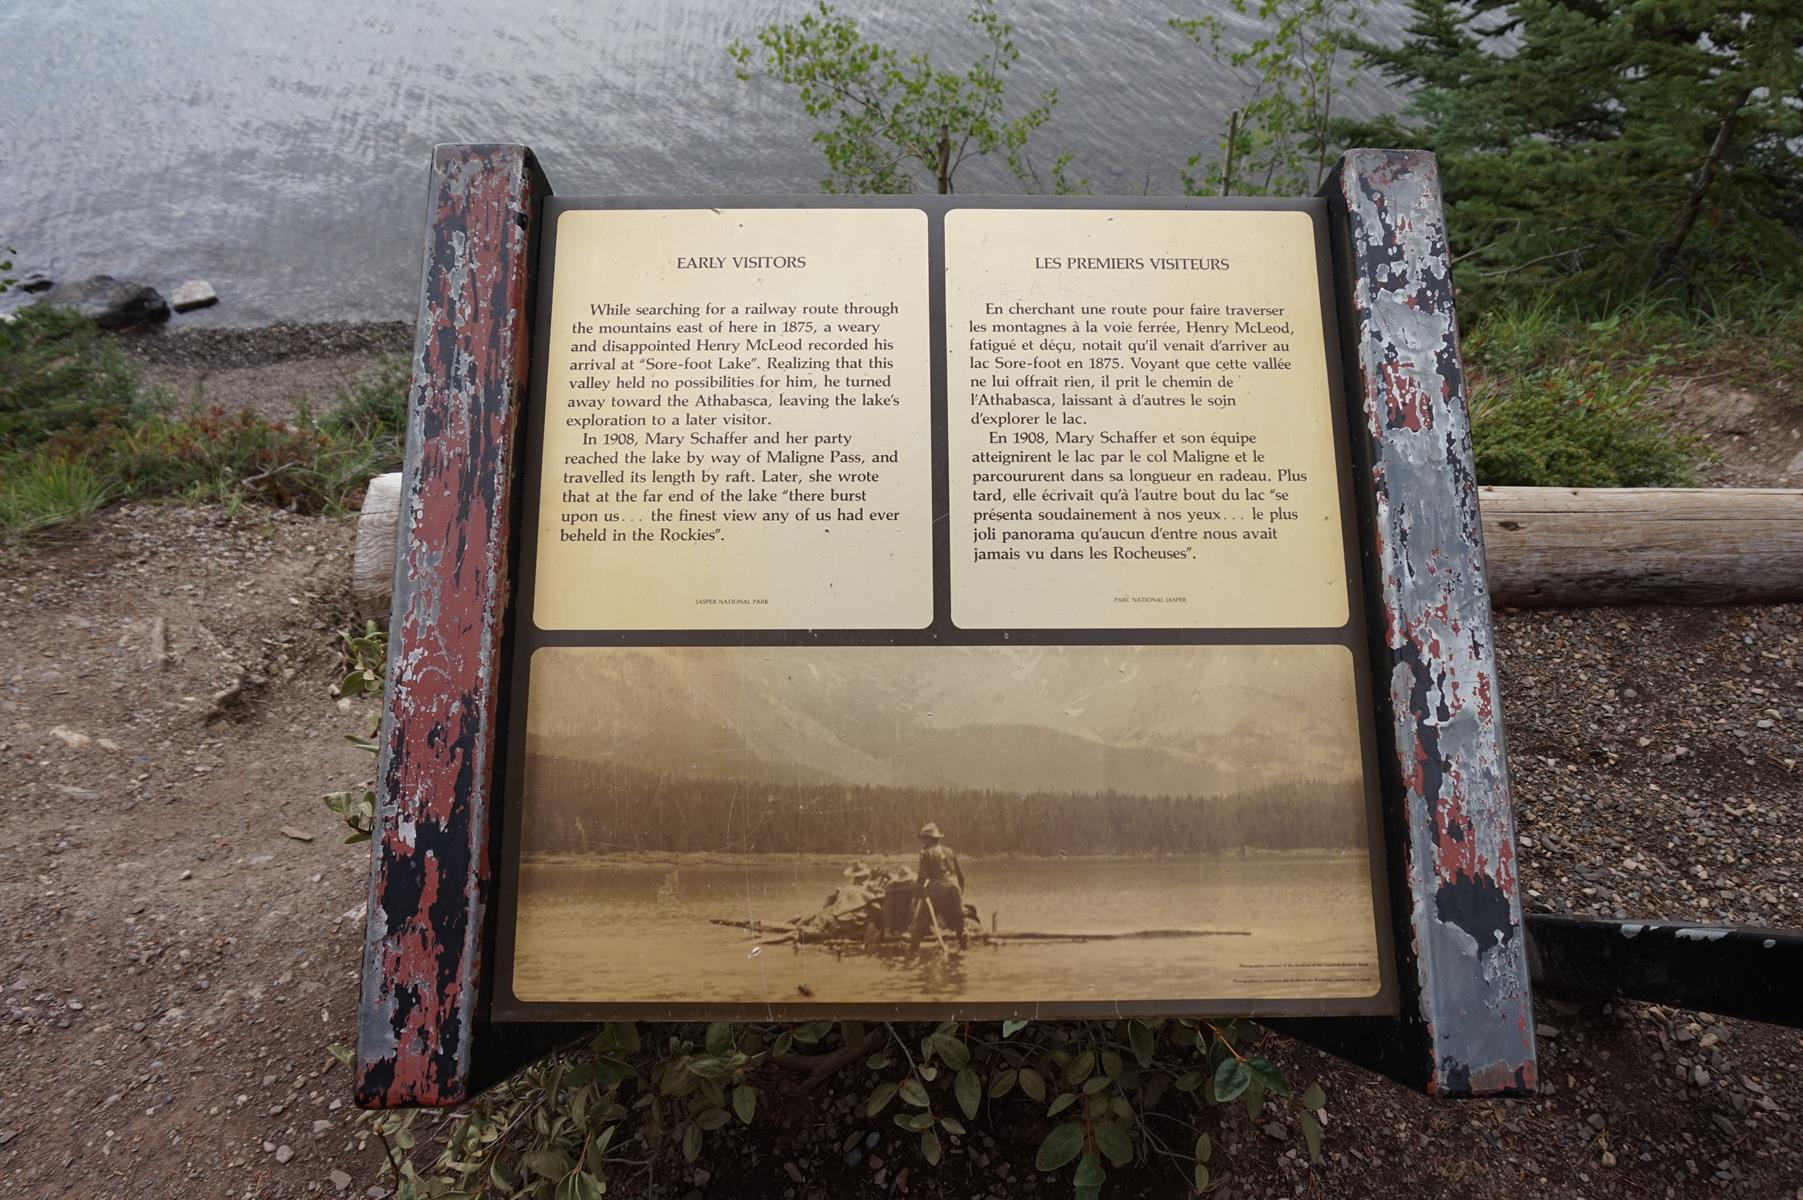 EARLY VISITORS
While searching for a railway route through
the mountains east of here in 1875, a weary
and disappointed Henry McLeod recorded his
arrival at “Sore-foot Lake”. Realizing that this
valley held no possibilities for him, he turned
away toward the Athabasca, leaving the lake’s
exploration to a later visitor.
In 1908, Mary Schaffer and her party
reached the lake by way of Maligne Pass, and
travelled its length by raft. Later, she wrote
that at the far end of the lake “there burst
upon us... the finest view any of us had ever
beheld in the Rockies”.
JASPER NATIONAL PARK
LES PREMIERS VISITEURS
En cherchant une route pour faire traverser
les montagnes à la voie ferrée, Henry McLeod,
fatigué et déçu, notait qu’il venait d’arriver au
lac Sore-foot en 1875. Voyant que cette vallée
ne lui offrait rien, il prit le chemin de
l’Athabasca, laissant à d’autres le soin
d’explorer le lac.
En 1908, Mary Schaffer et son équipe
atteignirent le lac par le col Maligne et le
parcoururent dans sa longueur en radeau. Plus
tard, elle écrivait qu’à l’autre bout du lac “se
présenta soudainement à nos yeux... le plus
joli panorama qu’aucun d’entre nous avait
jamais vu dans les Rocheuses”.
PARC NATIONAL JASPER